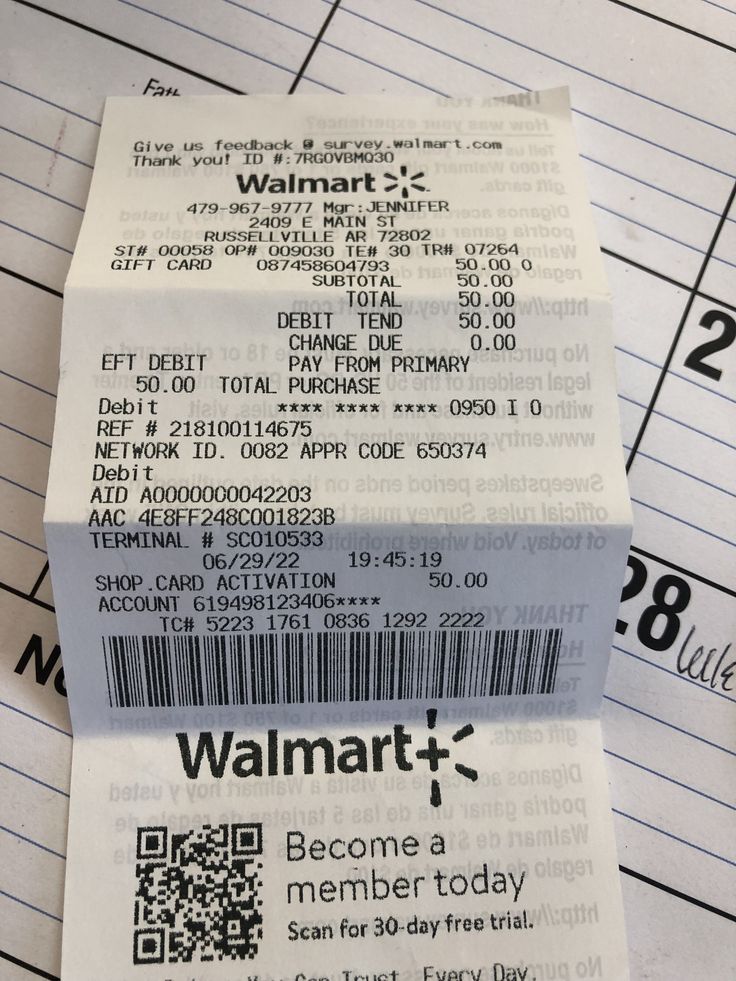 Give us feedback @ survey.walmart.com
Thank you! ID #:7RGOVBMQ30
Walmart
479-967-9777 Mgr:JENNIFER
2409 E MAIN ST
RUSSELLVILLE AR 72802
ST# 00058 OP# 009030 TE# 30 TR# 07264
GIFT CARD 087458604793 50.00 O
SUBTOTAL 50.00
TOTAL 50.00
DEBIT TEND 50.00
CHANGE DUE 0.00
EFT DEBIT PAY FROM PRIMARY
50.00 TOTAL PURCHASE
Debit **** **** **** 0950 I 0
REF # 218100114675
NETWORK ID. 0082 APPR CODE 650374
Debit
AID A0000000042203
AAC 4E8FF248C001823B
TERMINAL # SC010533
06/29/22 19:45:19
SHOP.CARD ACTIVATION 50.00
ACCOUNT 619498123406****
TC# 5223 1761 0836 1292 2222
Walmart+
Become a
member today
Scan for 30-day free trial.
You Can Trust. Every Day.
2
28